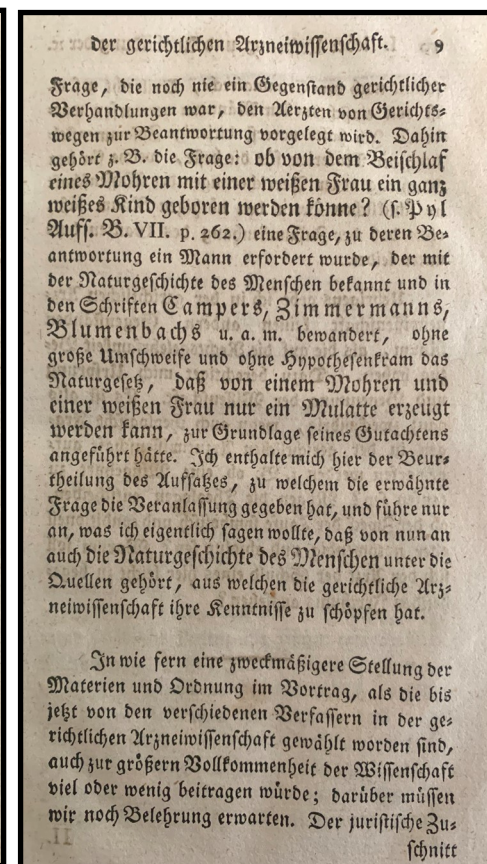 der gerichtlichen Arzneiwissenschaft. 9
Frage, die noch nie ein Gegenstand gerichtlicher
Verhandlungen war, den Aerzten von Gerichts-
wegen zur Beantwortung vorgelegt wird. Dahin
gehört z. B. die Frage: ob von dem Beischlaf
eines Mohren mit einer weißen Frau ein ganz
weißes Kind geboren werden könne? (s. Pyl
Auff. B. VII. p. 262.) eine Frage, zu deren Be-
antwortung ein Mann erfordert wurde, der mit
der Naturgeschichte des Menschen bekannt und in
den Schriften Campers, Zimmermanns,
Blumenbachs u. a. m. bewandert, ohne
große Umschweife und ohne Hypothesenkram das
Naturgesetz, daß von einem Mohren und
einer weißen Frau nur ein Mulatte erzeugt
werden kann, zur Grundlage seines Gutachtens
angeführt hätte. Ich enthalte mich hier der Beur-
theilung des Aufsatzes, zu welchem die erwähnte
Frage die Veranlassung gegeben hat, und führe nur
an, was ich eigentlich sagen wollte, daß von nun an
auch die Naturgeschichte des Menschen unter die
Quellen gehört, aus welchen die gerichtliche Arz-
neiwissenschaft ihre Kenntnisse zu schöpfen hat.
In wie fern eine zweckmäßigere Stellung der
Materien und Ordnung im Vortrag, als die bis
jetzt von den verschiedenen Verfassern in der ge-
richtlichen Arzneiwissenschaft gewählt worden sind,
auch zur größern Vollkommenheit der Wissenschaft
viel oder wenig beitragen würde; darüber müssen
wir noch Belehrung erwarten. Der juristische Zu-
schnitt